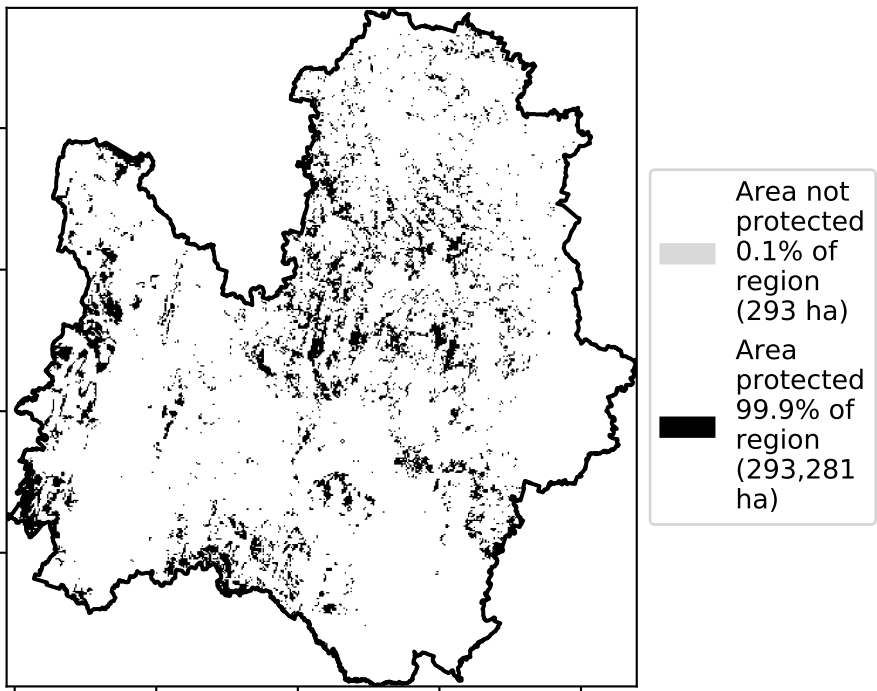 Area not
protected
0.1% of
region
(293 ha)
Area
protected
99.9% of
region
(293,281
ha)